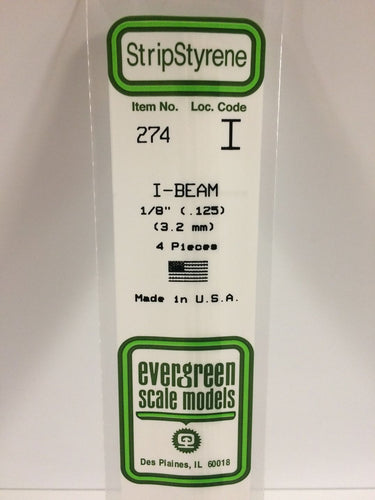 StripStyrene
Item No. Loc. Code
274 I
I-BEAM
1/8" (.125)
(3.2 mm)
4 Pieces
Made in U.S.A.
evergreen
scale models
Des Plaines, IL 60018